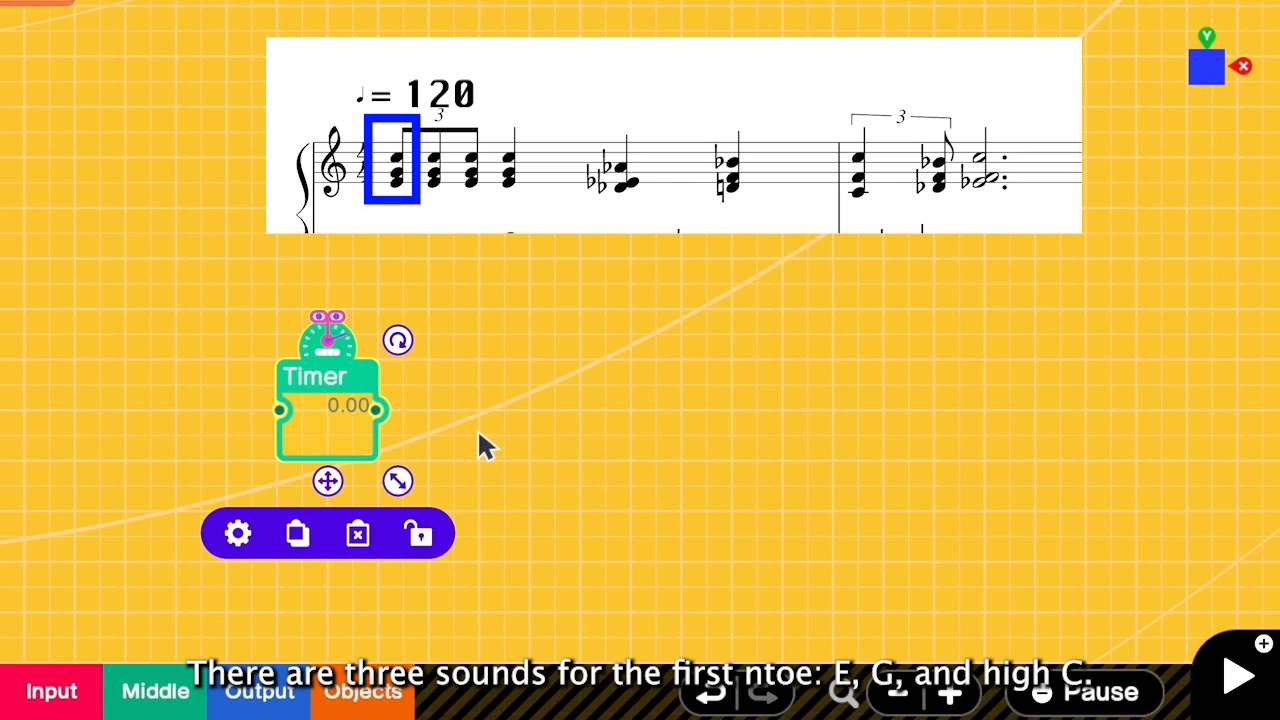 Y
X
♩= 120
3
3
Timer
0.00
There are three sounds for the first ntoe: E, G, and high C.
Input
Middle
Output
Objects
Pause